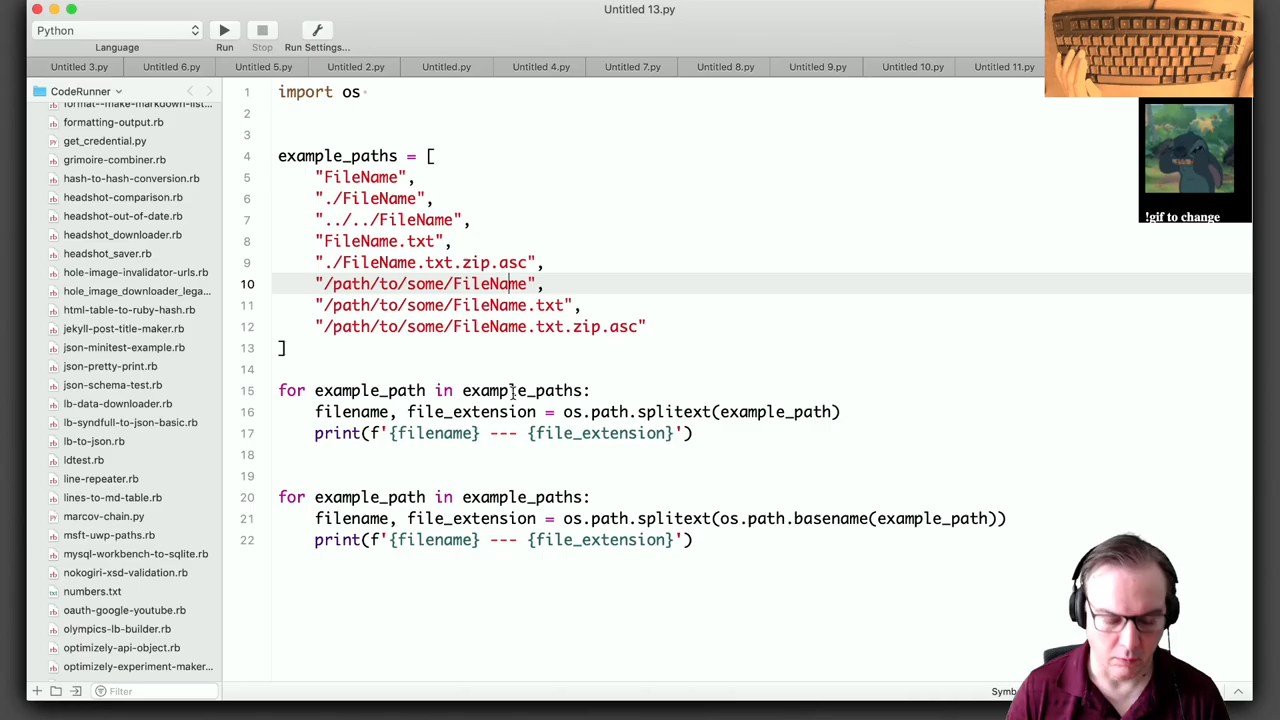 Untitled 13.py
Python
Language
Run
Stop
Run Settings...
Untitled 3.py
Untitled 6.py
Untitled 5.py
Untitled 2.py
Untitled.py
Untitled 4.py
Untitled 7.py
Untitled 8.py
Untitled 9.py
Untitled 10.py
Untitled 11.py
CodeRunner
format--make-markdown-list...
formatting-output.rb
get_credential.py
grimoire-combiner.rb
hash-to-hash-conversion.rb
headshot-comparison.rb
headshot-out-of-date.rb
headshot_downloader.rb
headshot_saver.rb
hole-image-invalidator-urls.rb
hole_image_downloader_lega...
html-table-to-ruby-hash.rb
jekyll-post-title-maker.rb
json-minitest-example.rb
json-pretty-print.rb
json-schema-test.rb
lb-data-downloader.rb
lb-syndfull-to-json-basic.rb
lb-to-json.rb
ldtest.rb
line-repeater.rb
lines-to-md-table.rb
marcov-chain.py
msft-uwp-paths.rb
mysql-workbench-to-sqlite.rb
nokogiri-xsd-validation.rb
numbers.txt
oauth-google-youtube.rb
olympics-lb-builder.rb
optimizely-api-object.rb
optimizely-experiment-maker...
Filter
1 import os
2
3
4 example_paths = [
5 "FileName",
6 "./FileName",
7 "../../FileName",
8 "FileName.txt",
9 "./FileName.txt.zip.asc",
10 "/path/to/some/FileName",
11 "/path/to/some/FileName.txt",
12 "/path/to/some/FileName.txt.zip.asc"
13 ]
14
15 for example_path in example_paths:
16 filename, file_extension = os.path.splitext(example_path)
17 print(f'{filename} --- {file_extension}')
18
19
20 for example_path in example_paths:
21 filename, file_extension = os.path.splitext(os.path.basename(example_path))
22 print(f'{filename} --- {file_extension}')
!gif to change
Symb